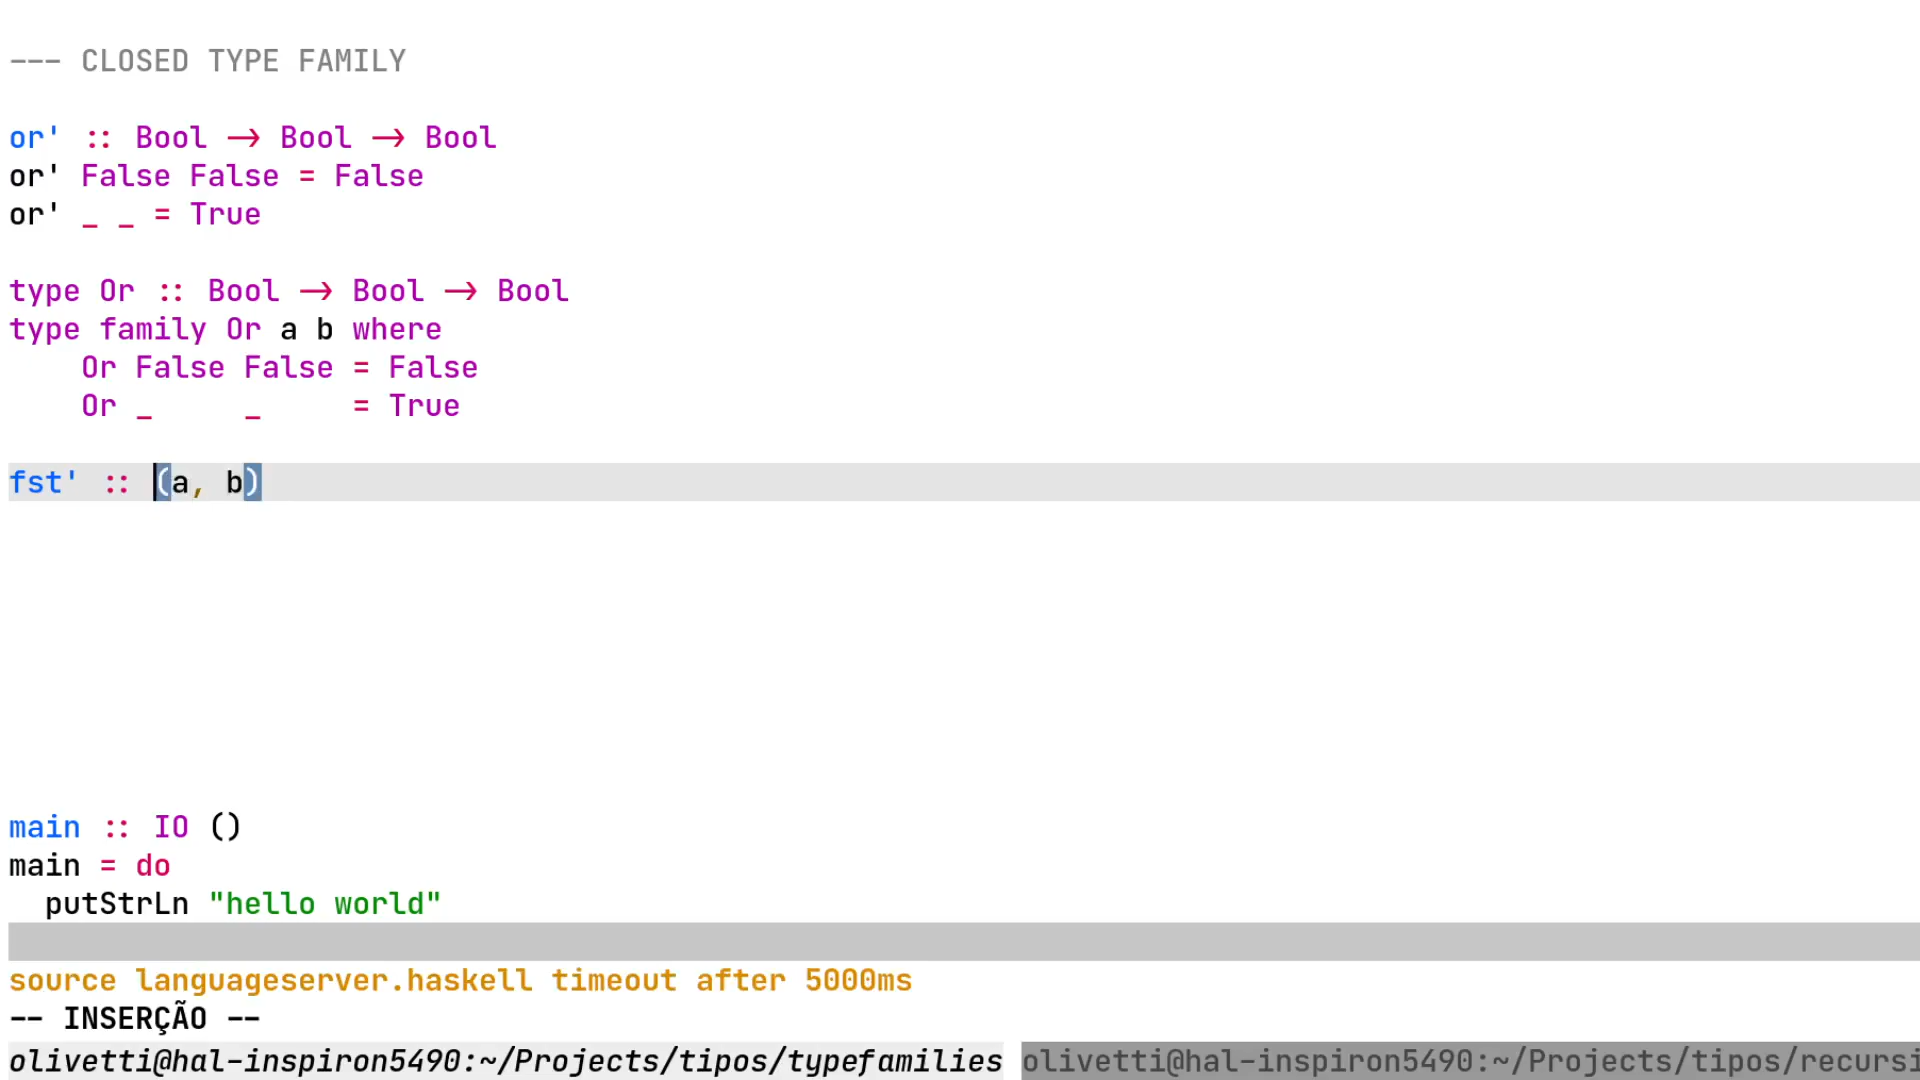 --- CLOSED TYPE FAMILY
or' :: Bool -> Bool -> Bool
or' False False = False
or' _ _ = True
type Or :: Bool -> Bool -> Bool
type family Or a b where
    Or False False = False
    Or _     _     = True
fst' :: (a, b)
main :: IO ()
main = do
  putStrLn "hello world"
source languageserver.haskell timeout after 5000ms
-- INSERÇÃO --
olivetti@hal-inspiron5490:~/Projects/tipos/typefamilies olivetti@hal-inspiron5490:~/Projects/tipos/recursi